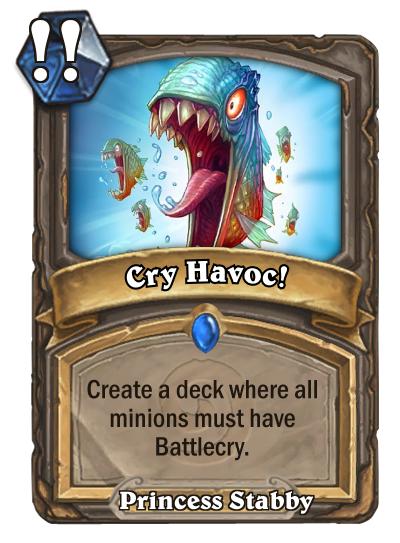 !!
Cry Havoc!
Create a deck where all
minions must have
Battlecry.
Princess Stabby